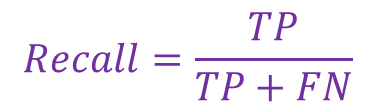 Recall = TP / (TP + FN)